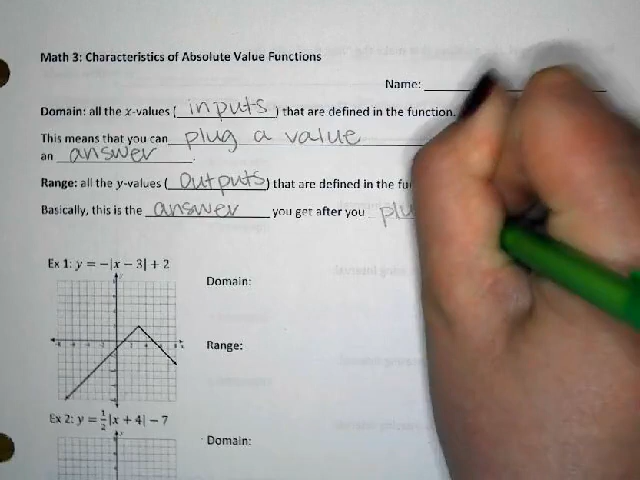 Math 3: Characteristics of Absolute Value Functions
Name:
Domain: all the x-values (inputs) that are defined in the function.
This means that you can plug a value
an answer.
Range: all the y-values (outputs) that are defined in the
Basically, this is the answer you get after you
Ex 1: y = −|x − 3| + 2
Domain:
Range:
Ex 2: y = ½|x + 4| − 7
Domain: